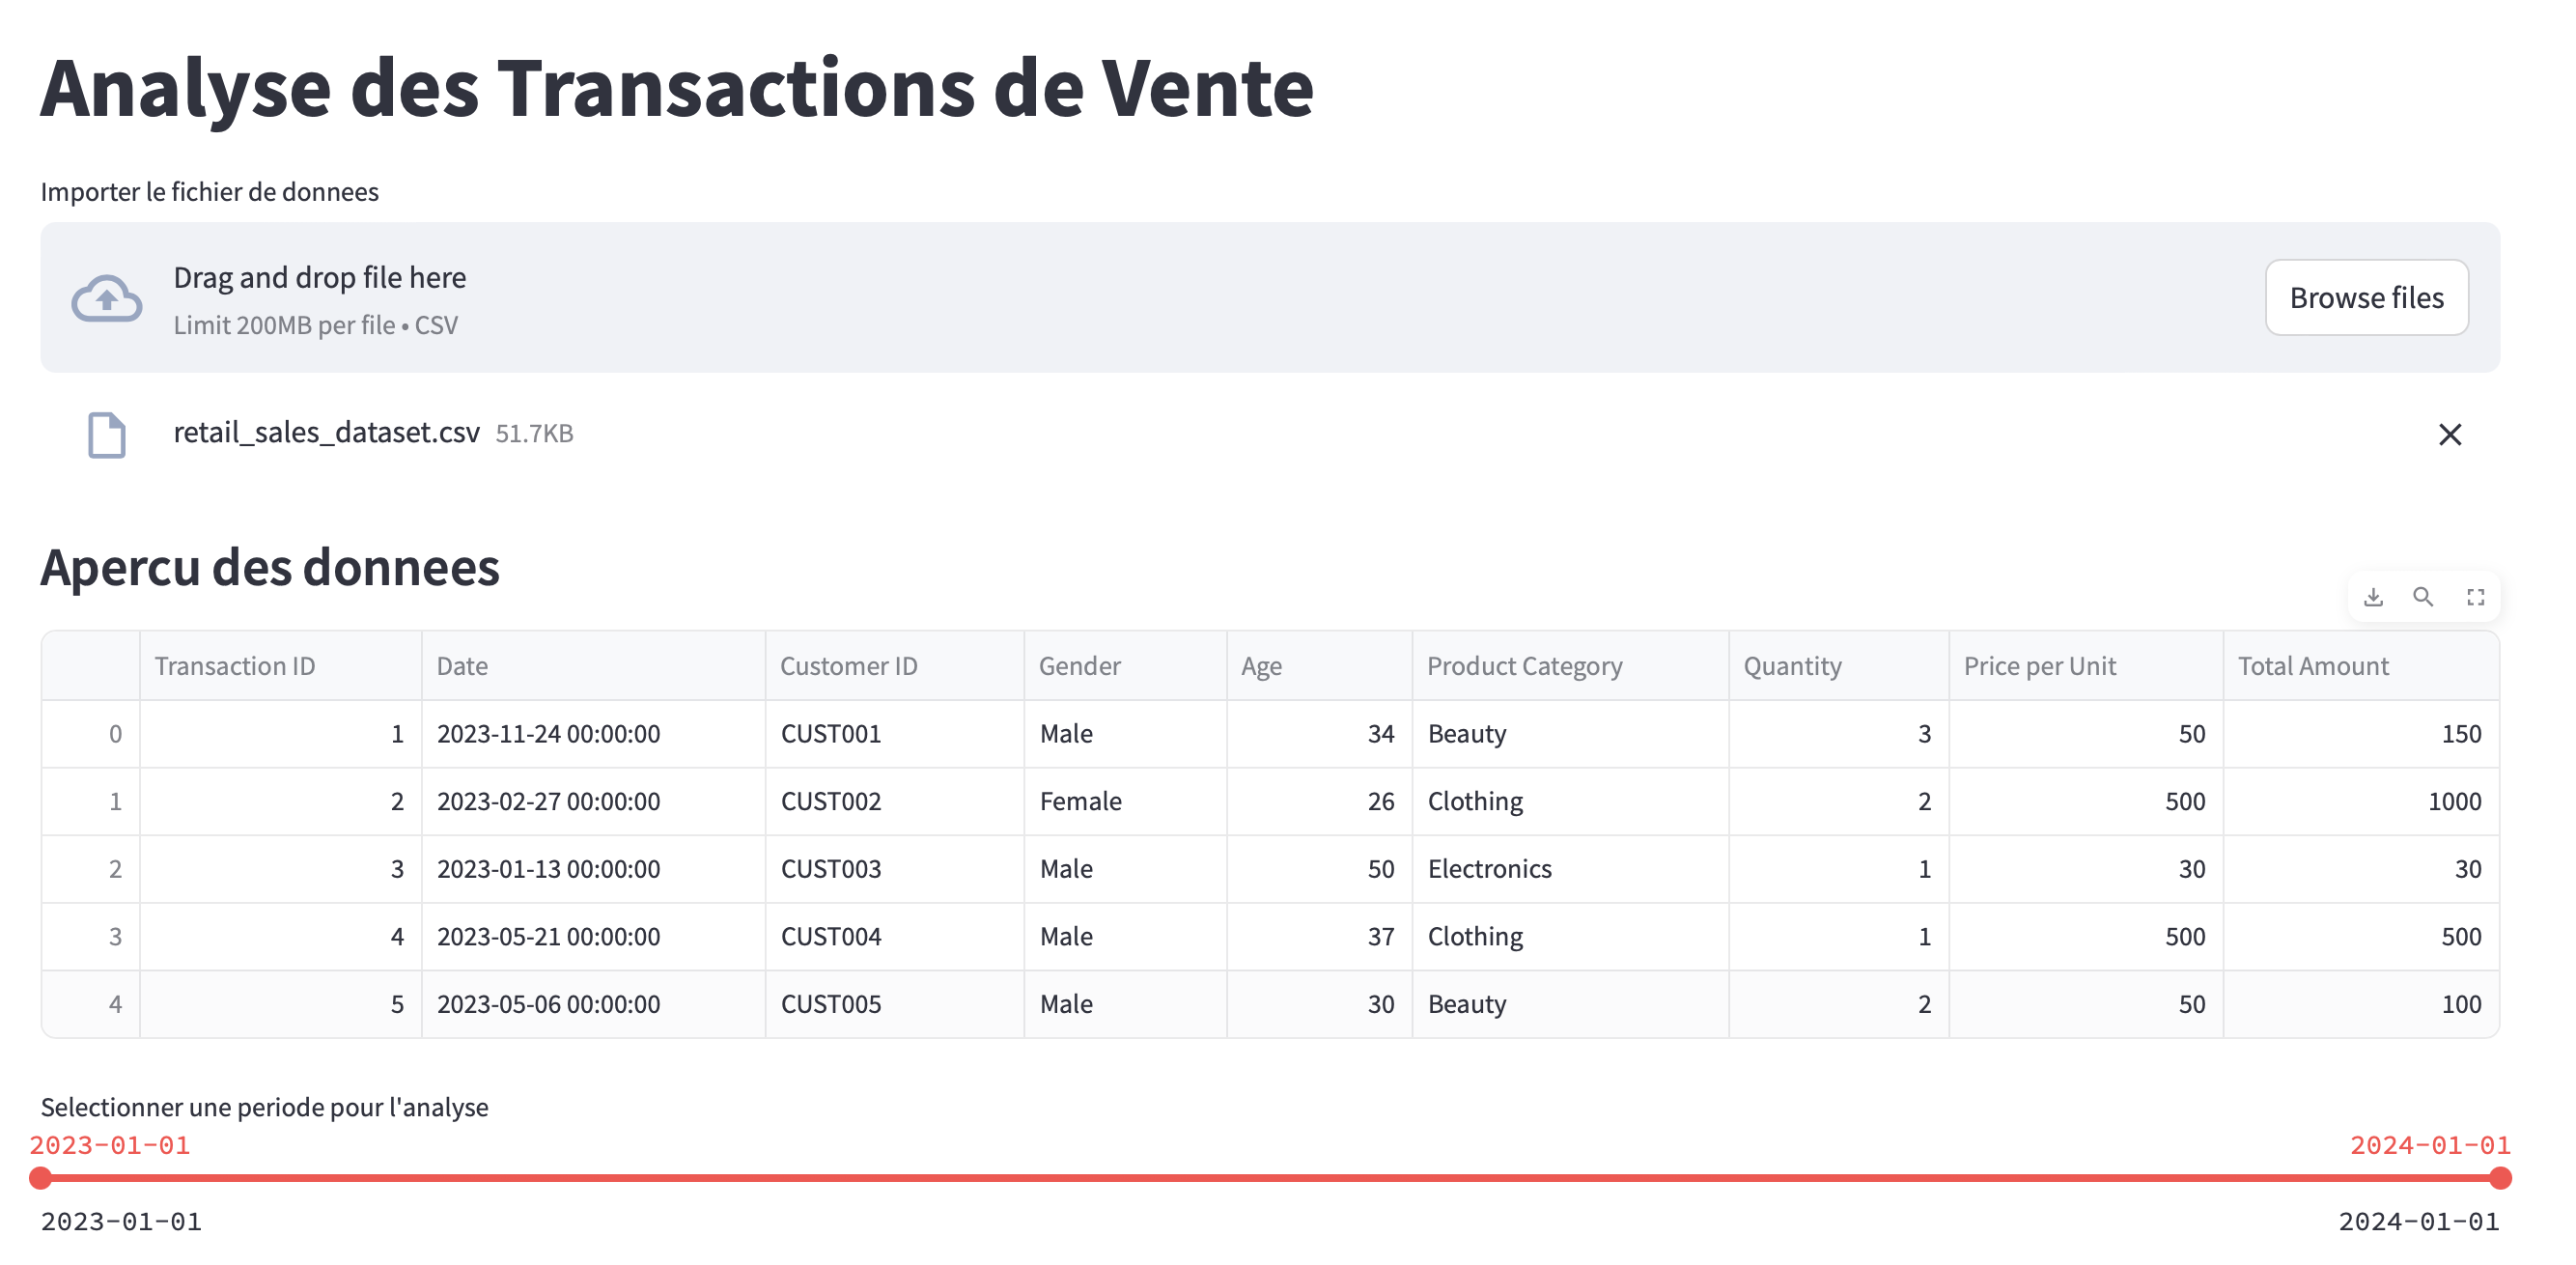 Analyse des Transactions de Vente
Importer le fichier de donnees
Drag and drop file here
Limit 200MB per file • CSV
Browse files
retail_sales_dataset.csv 51.7KB
Apercu des donnees
Transaction ID Date Customer ID Gender Age Product Category Quantity Price per Unit Total Amount
0 1 2023-11-24 00:00:00 CUST001 Male 34 Beauty 3 50 150
1 2 2023-02-27 00:00:00 CUST002 Female 26 Clothing 2 500 1000
2 3 2023-01-13 00:00:00 CUST003 Male 50 Electronics 1 30 30
3 4 2023-05-21 00:00:00 CUST004 Male 37 Clothing 1 500 500
4 5 2023-05-06 00:00:00 CUST005 Male 30 Beauty 2 50 100
Selectionner une periode pour l'analyse
2023-01-01 2024-01-01
2023-01-01 2024-01-01